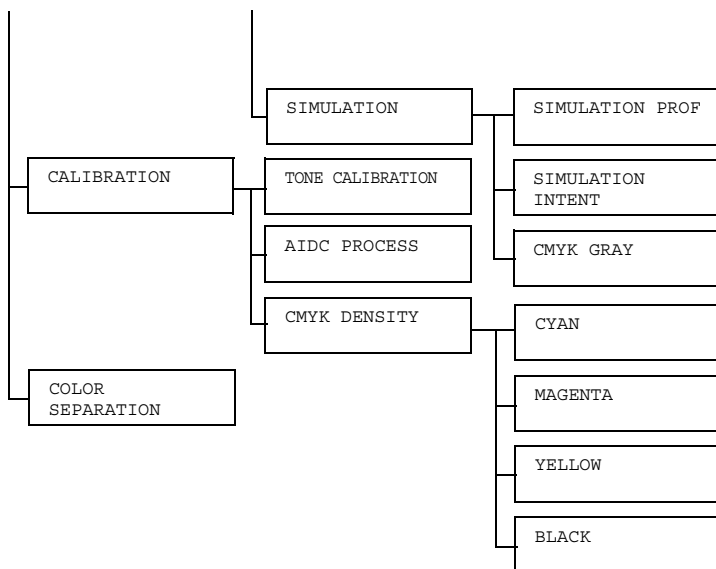 SIMULATION
SIMULATION PROF
CALIBRATION
TONE CALIBRATION
SIMULATION
INTENT
AIDC PROCESS
CMYK GRAY
CMYK DENSITY
CYAN
COLOR
SEPARATION
MAGENTA
YELLOW
BLACK